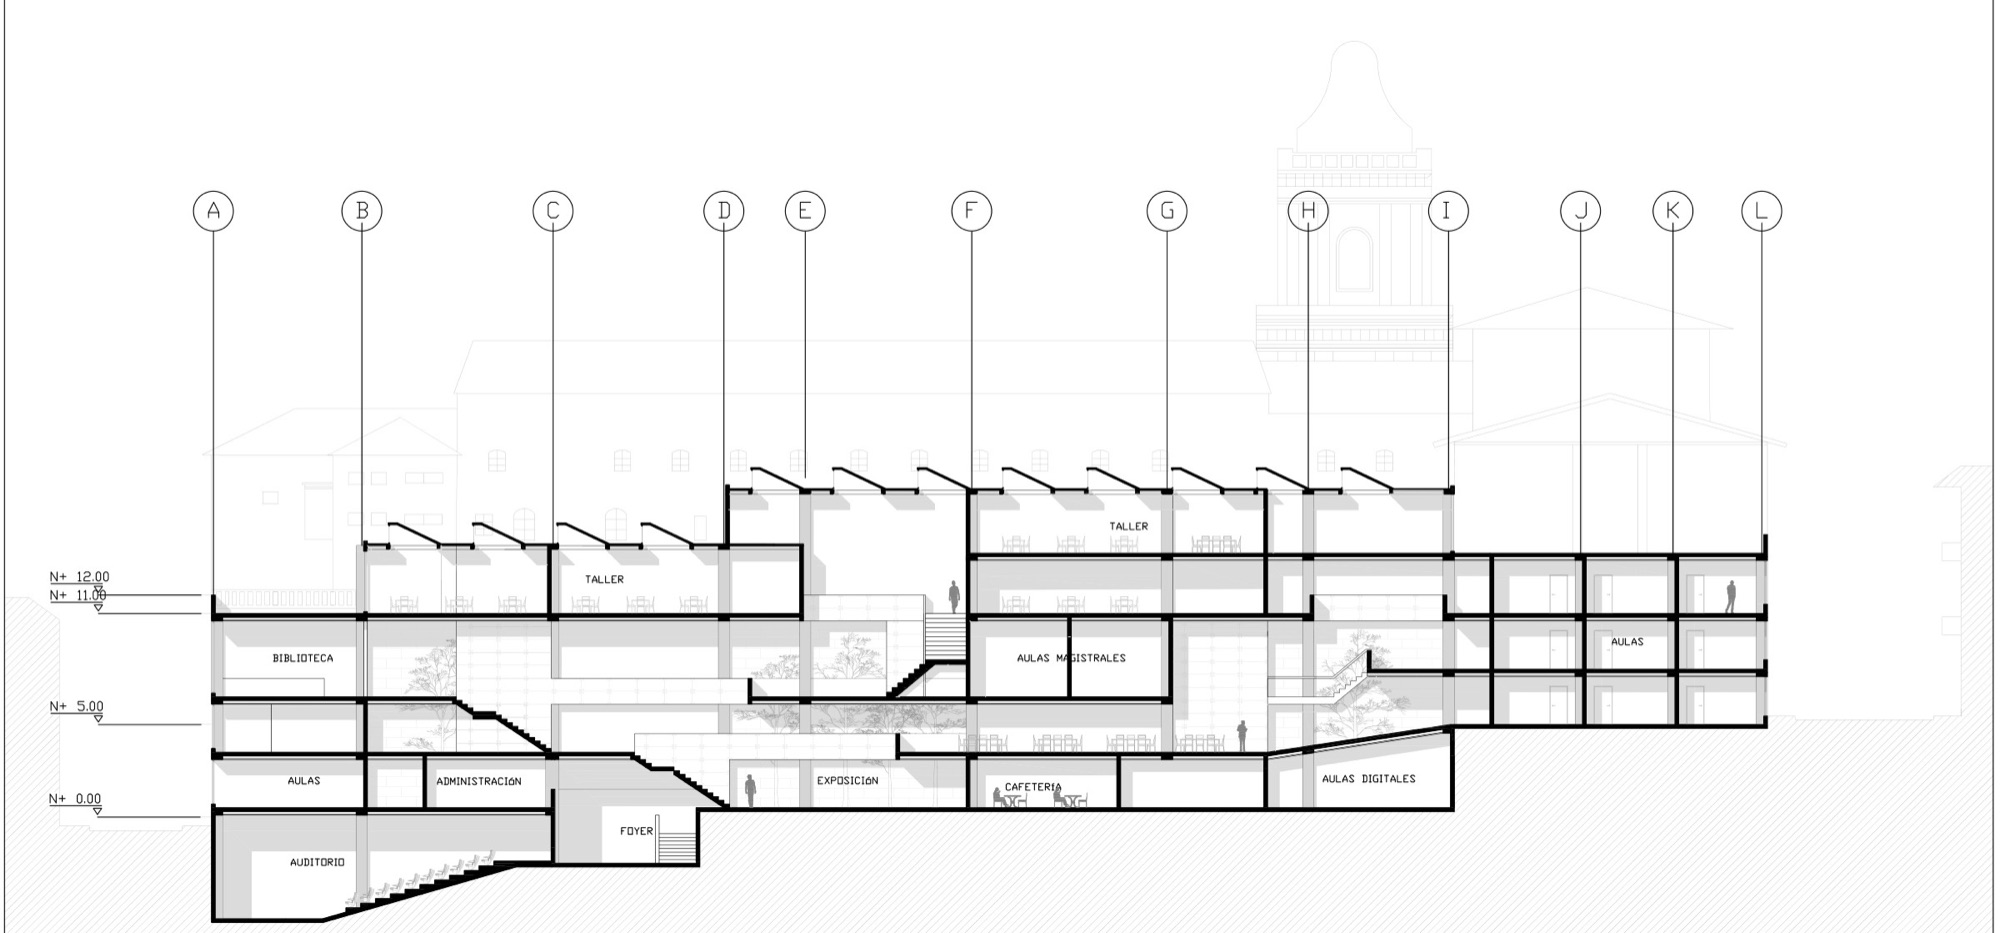 A B C D E F G H I J K L
TALLER
N+ 12.00
TALLER
N+ 11.00
AULAS
BIBLIOTECA
AULAS MAGISTRALES
N+ 5.00
AULAS
ADMINISTRACIóN
EXPOSICIóN
CAFETERíA
AULAS DIGITALES
N+ 0.00
FOYER
AUDITORIO